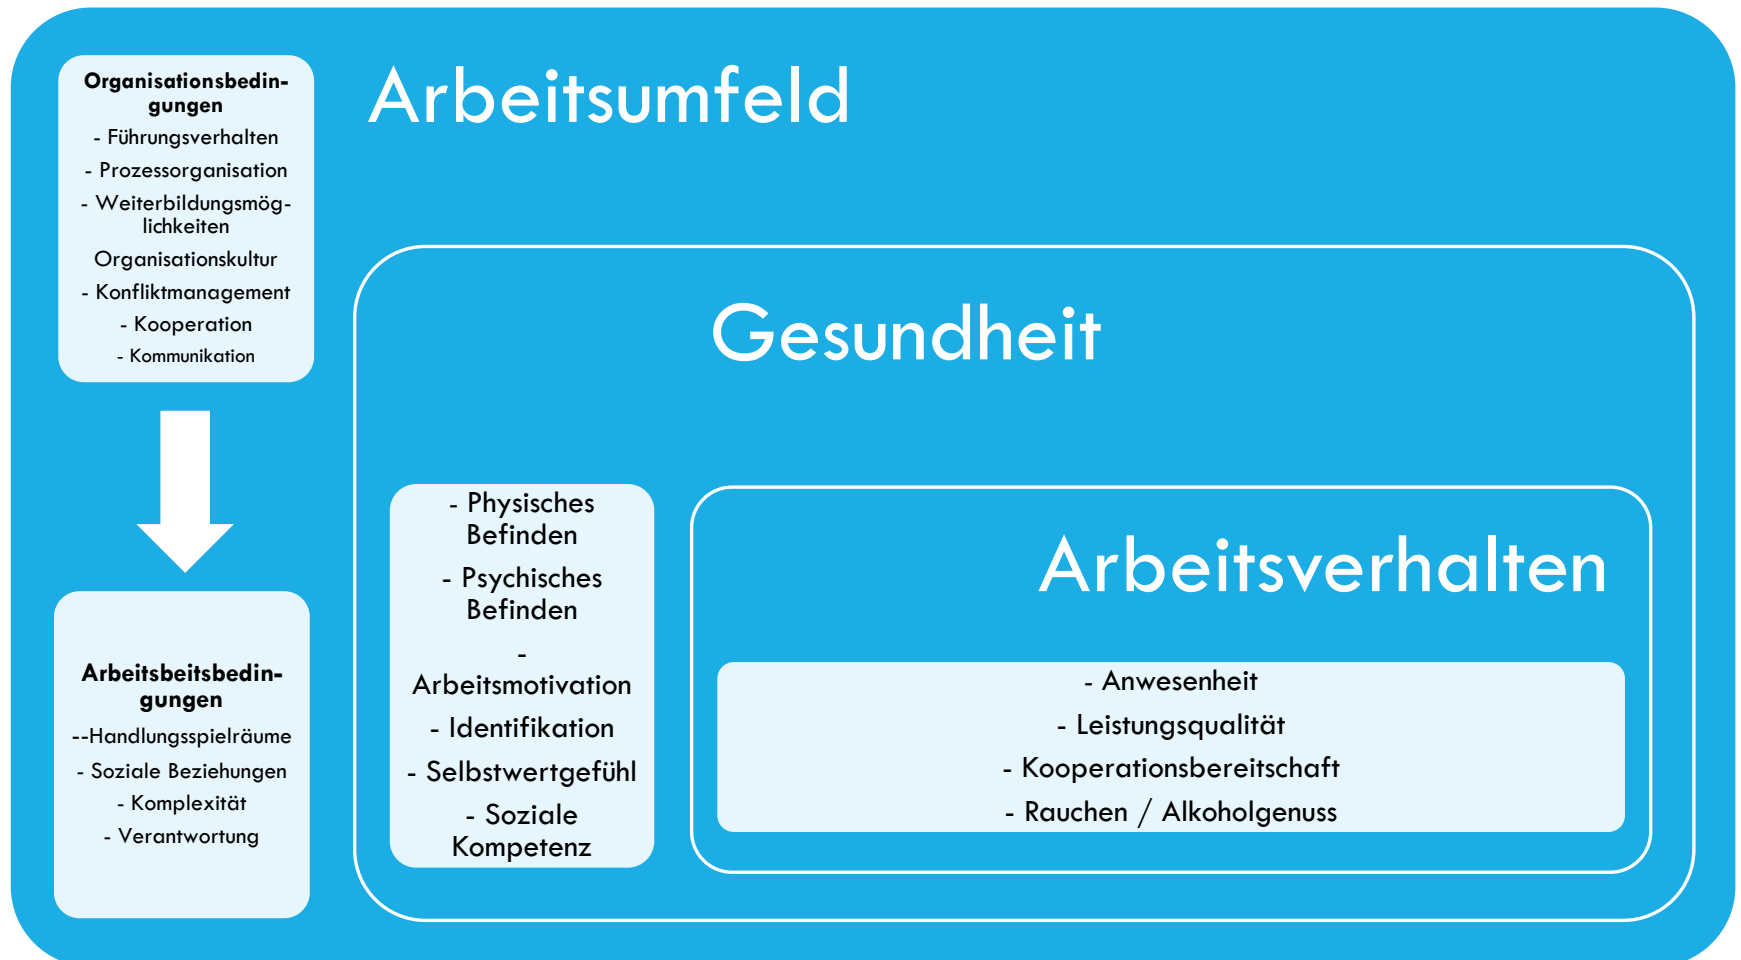 Arbeitsumfeld
Organisationsbedin-
gungen
- Führungsverhalten
- Prozessorganisation
- Weiterbildungsmög-
lichkeiten
Organisationskultur
- Konfliktmanagement
- Kooperation
- Kommunikation
Arbeitsbeitsbedin-
gungen
--Handlungsspielräume
- Soziale Beziehungen
- Komplexität
- Verantwortung
Gesundheit
- Physisches
Befinden
- Psychisches
Befinden
-
Arbeitsmotivation
- Identifikation
- Selbstwertgefühl
- Soziale
Kompetenz
Arbeitsverhalten
- Anwesenheit
- Leistungsqualität
- Kooperationsbereitschaft
- Rauchen / Alkoholgenuss